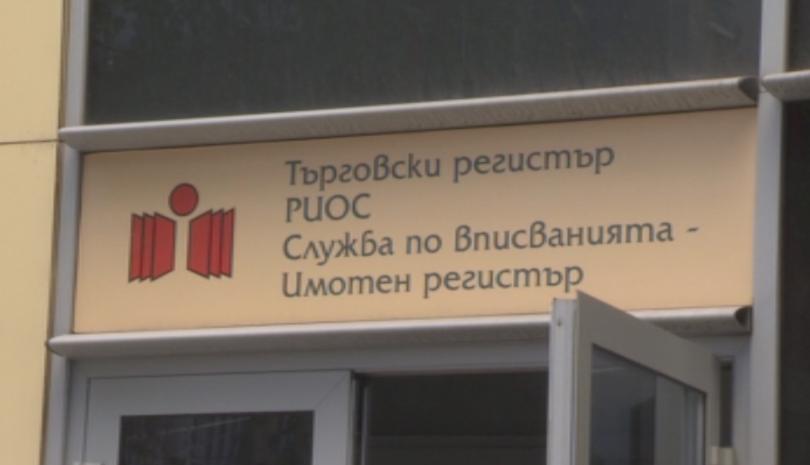 Търговски регистър
РИОС
Служба по вписванията -
Имотен регистър